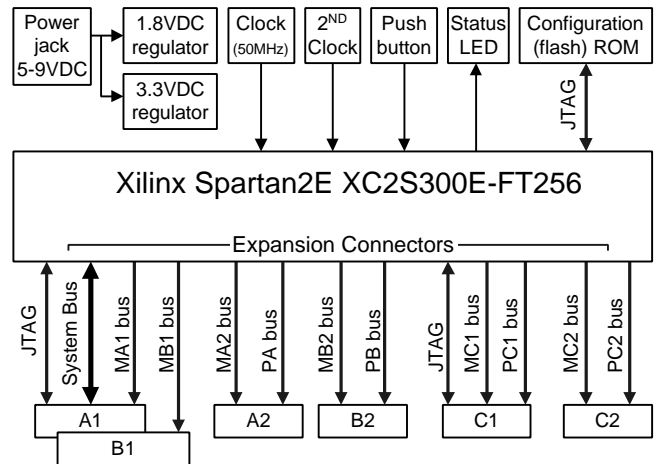 Power
jack
5-9VDC
1.8VDC
regulator
3.3VDC
regulator
Clock
(50MHz)
2ND
Clock
Push
button
Status
LED
Configuration
(flash) ROM
JTAG
Xilinx Spartan2E XC2S300E-FT256
Expansion Connectors
JTAG
System Bus
MA1 bus
MB1 bus
MA2 bus
PA bus
MB2 bus
PB bus
JTAG
MC1 bus
PC1 bus
MC2 bus
PC2 bus
A1
B1
A2
B2
C1
C2